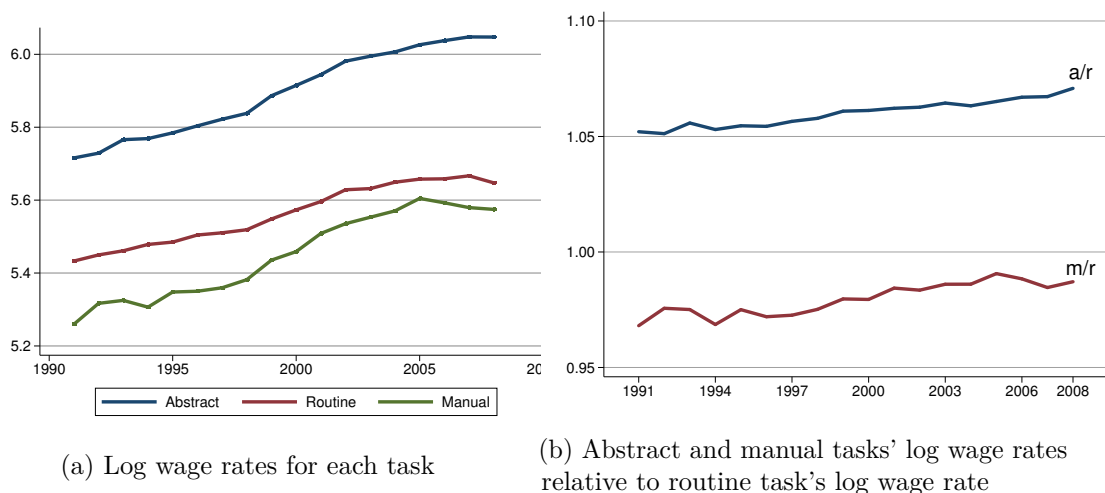 6.0
5.8
5.6
5.4
5.2
1990 1995 2000 2005 20
Abstract Routine Manual
(a) Log wage rates for each task
1.10
1.05
1.00
0.95
a/r
m/r
1991 1994 1997 2000 2003 2006 2008
(b) Abstract and manual tasks' log wage rates
relative to routine task's log wage rate